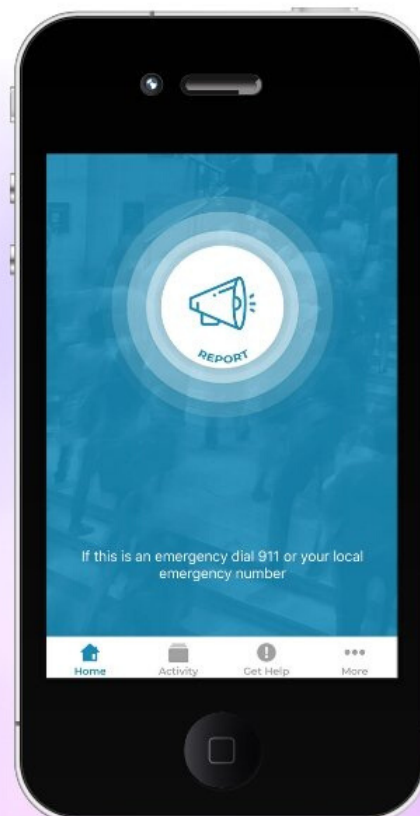 REPORT
If this is an emergency dial 911 or your local
emergency number
Home
Activity
Get Help
More